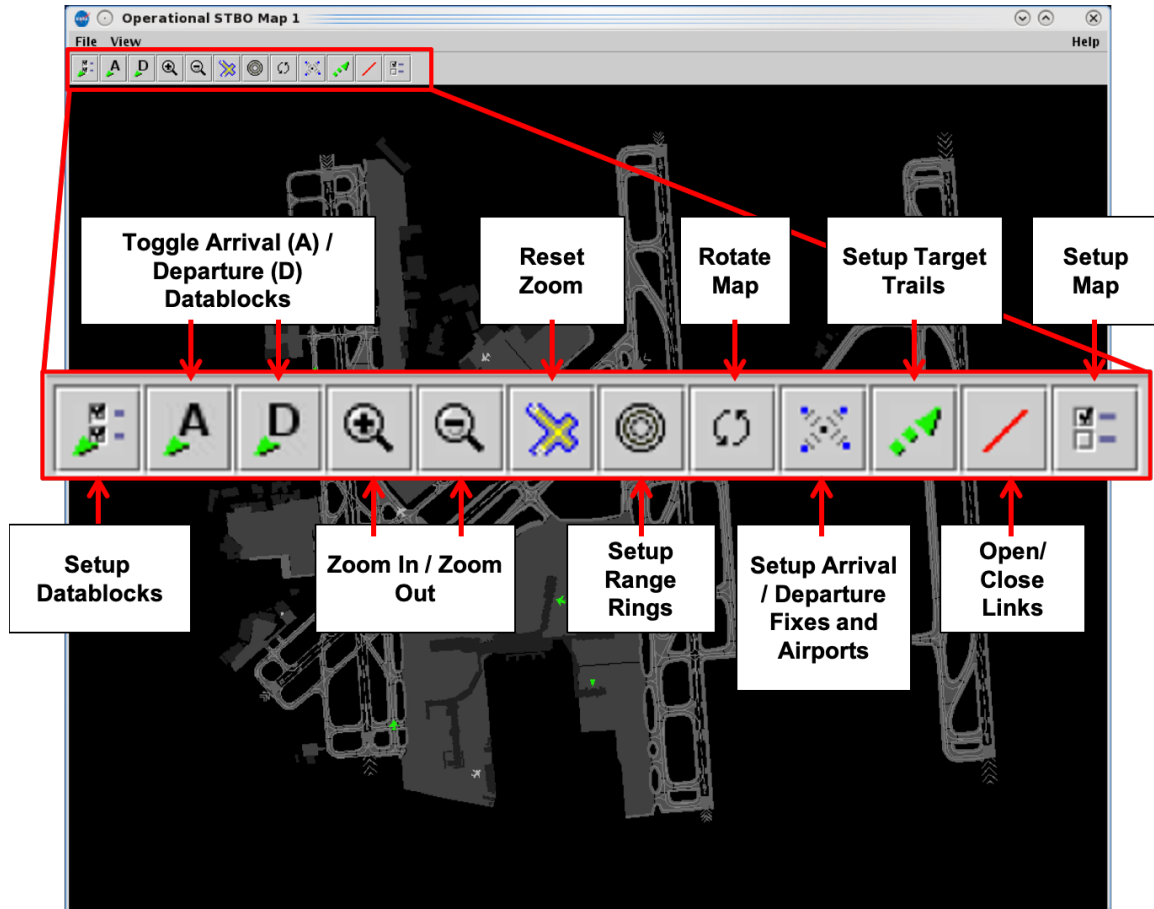 Operational STBO Map 1
File View
Help
A D
Toggle Arrival (A) /
Departure (D)
Datablocks
Reset
Zoom
Rotate
Map
Setup Target
Trails
Setup
Map
A D
Setup
Datablocks
Zoom In / Zoom
Out
Setup
Range
Rings
Setup Arrival
/ Departure
Fixes and
Airports
Open/
Close
Links